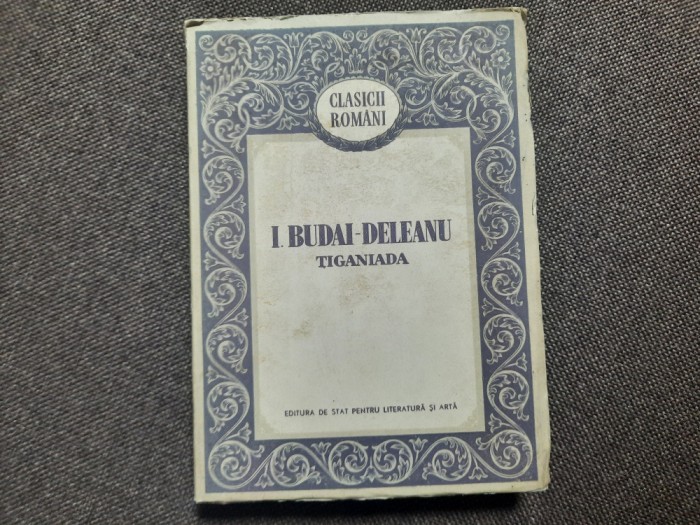 CLASICII
ROMÂNI
I. BUDAI-DELEANU
ȚIGANIADA
EDITURA DE STAT PENTRU LITERATURĂ ȘI ARTĂ